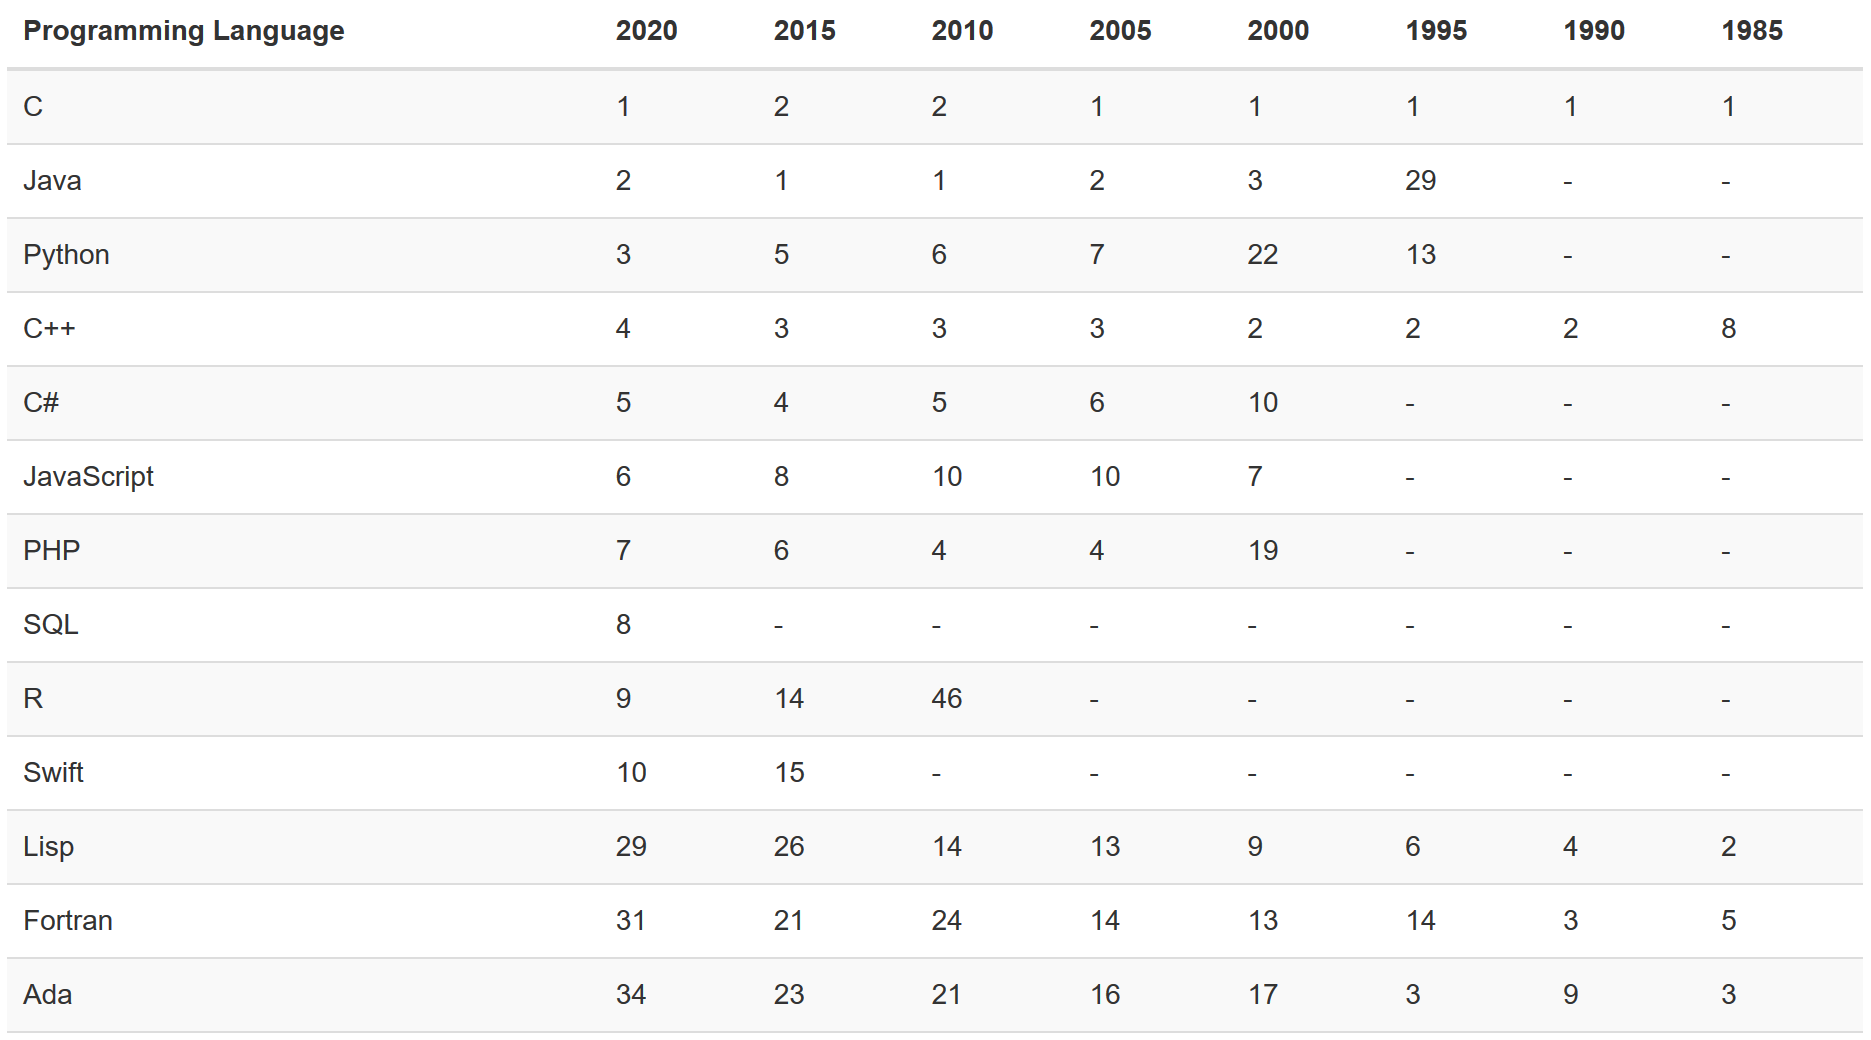 Programming Language 2020 2015 2010 2005 2000 1995 1990 1985
C 1 2 2 1 1 1 1 1
Java 2 1 1 2 3 29 - -
Python 3 5 6 7 22 13 - -
C++ 4 3 3 3 2 2 2 8
C# 5 4 5 6 10 - - -
JavaScript 6 8 10 10 7 - - -
PHP 7 6 4 4 19 - - -
SQL 8 - - - - - - -
R 9 14 46 - - - - -
Swift 10 15 - - - - - -
Lisp 29 26 14 13 9 6 4 2
Fortran 31 21 24 14 13 14 3 5
Ada 34 23 21 16 17 3 9 3